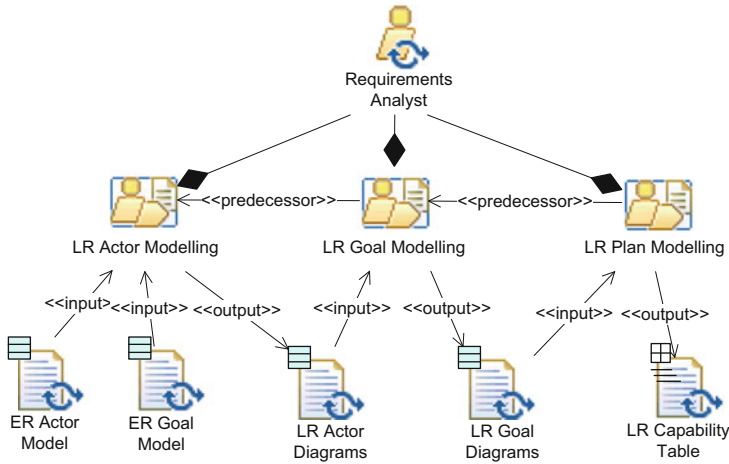 Requirements
Analyst
<<predecessor>>
<<predecessor>>
LR Actor Modelling
LR Goal Modelling
LR Plan Modelling
<<input>>
<<input>>
<<output>>
<<input>>
<<output>>
<<input>>
<<output>>
ER Actor
Model
ER Goal
Model
LR Actor
Diagrams
LR Goal
Diagrams
LR Capability
Table